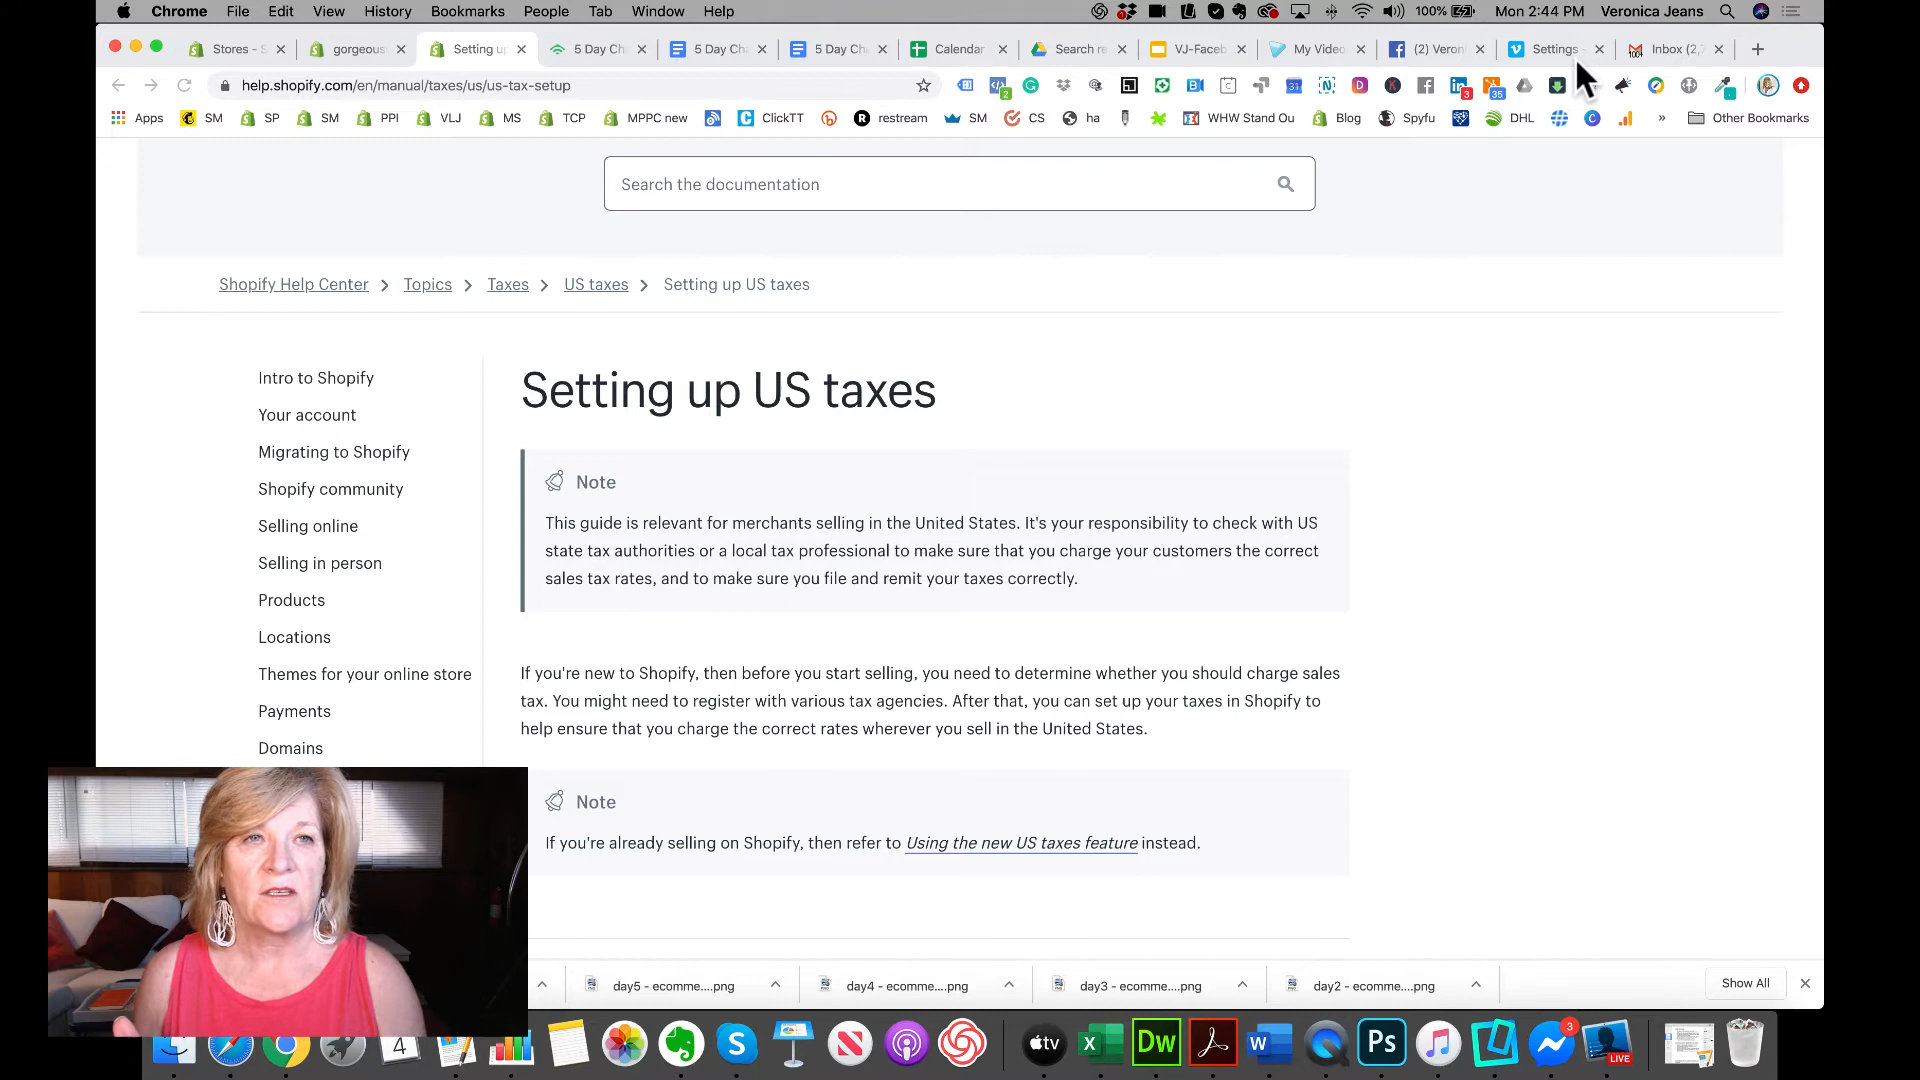 Chrome File Edit View History Bookmarks People Tab Window Help 100% Mon 2:44 PM Veronica Jeans
Stores - S gorgeous Setting up 5 Day Cha 5 Day Cha 5 Day Cha Calendar Search re VJ-Faceb My Video (2) Veroni Settings - Inbox (2,
help.shopify.com/en/manual/taxes/us/us-tax-setup
Apps SM SP SM PPI VLJ MS TCP MPPC new ClickTT restream SM CS ha WHW Stand Ou Blog Spyfu DHL » Other Bookmarks
Search the documentation
Shopify Help Center > Topics > Taxes > US taxes > Setting up US taxes
Intro to Shopify
Your account
Migrating to Shopify
Shopify community
Selling online
Selling in person
Products
Locations
Themes for your online store
Payments
Domains
Setting up US taxes
Note
This guide is relevant for merchants selling in the United States. It's your responsibility to check with US
state tax authorities or a local tax professional to make sure that you charge your customers the correct
sales tax rates, and to make sure you file and remit your taxes correctly.
If you're new to Shopify, then before you start selling, you need to determine whether you should charge sales
tax. You might need to register with various tax agencies. After that, you can set up your taxes in Shopify to
help ensure that you charge the correct rates wherever you sell in the United States.
Note
If you're already selling on Shopify, then refer to Using the new US taxes feature instead.
day5 - ecomme....png day4 - ecomme....png day3 - ecomme....png day2 - ecomme....png Show All
4 tv Dw W Ps 3 LIVE